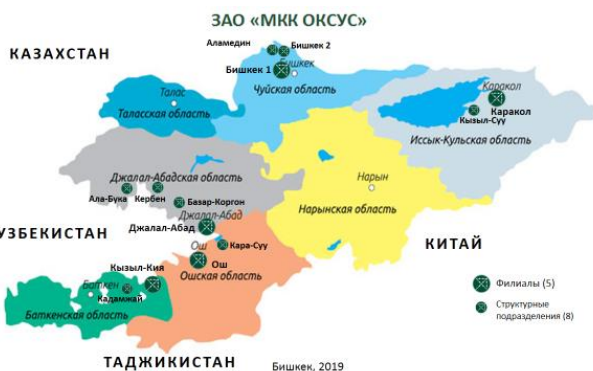 ЗАО «МКК ОКСУС»
КАЗАХСТАН
Аламедин
Бишкек 2
Бишкек
Бишкек 1
Чуйская область
Талас
Таласская область
Каракол
Каракол
Кызыл-Суу
Иссык-Кульская область
Джалал-Абадская область
Ала-Бука
Кербен
Базар-Коргон
Джалал-Абад
Джалал-Абад
Нарын
Нарынская область
УЗБЕКИСТАН
КИТАЙ
Ош
Кара-Суу
Ош
Ошская область
Кызыл-Кия
Баткен
Кадамжай
Баткенская область
Филиалы (5)
Структурные
подразделения (8)
ТАДЖИКИСТАН
Бишкек, 2019